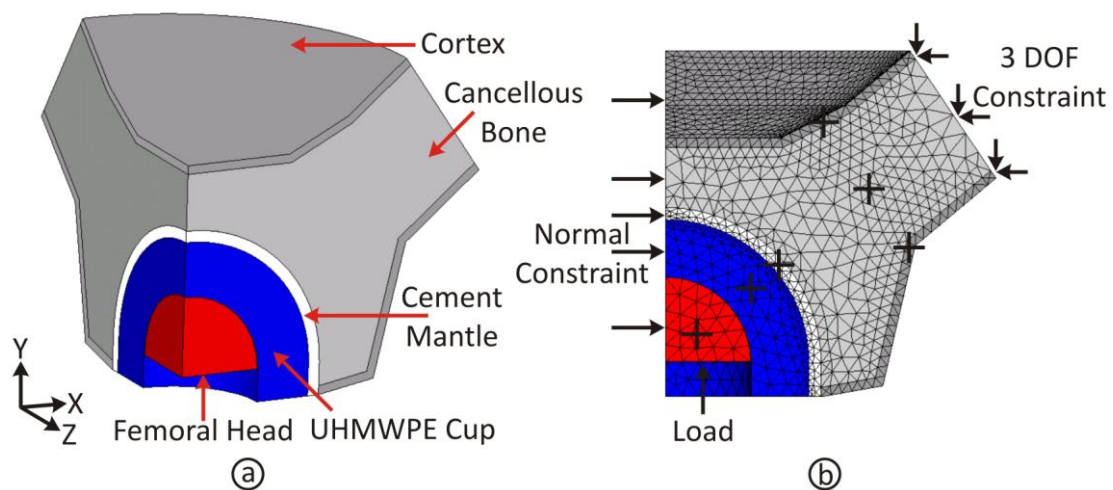 Cortex
Cancellous
Bone
Cement
Mantle
UHMWPE Cup
Femoral Head
Y
X
Z
a
3 DOF
Constraint
Normal
Constraint
Load
b